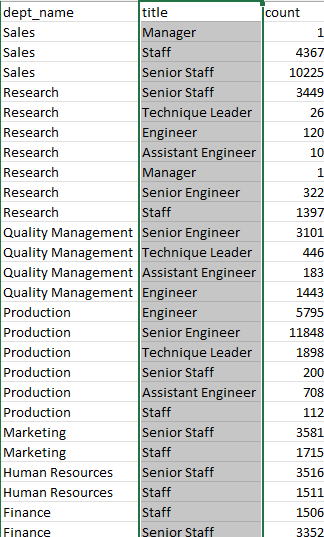 dept_name title count
Sales Manager 1
Sales Staff 4367
Sales Senior Staff 10225
Research Senior Staff 3449
Research Technique Leader 26
Research Engineer 120
Research Assistant Engineer 10
Research Manager 1
Research Senior Engineer 322
Research Staff 1397
Quality Management Senior Engineer 3101
Quality Management Technique Leader 446
Quality Management Assistant Engineer 183
Quality Management Engineer 1443
Production Engineer 5795
Production Senior Engineer 11848
Production Technique Leader 1898
Production Senior Staff 200
Production Assistant Engineer 708
Production Staff 112
Marketing Senior Staff 3581
Marketing Staff 1715
Human Resources Senior Staff 3516
Human Resources Staff 1511
Finance Staff 1506
Finance Senior Staff 3352